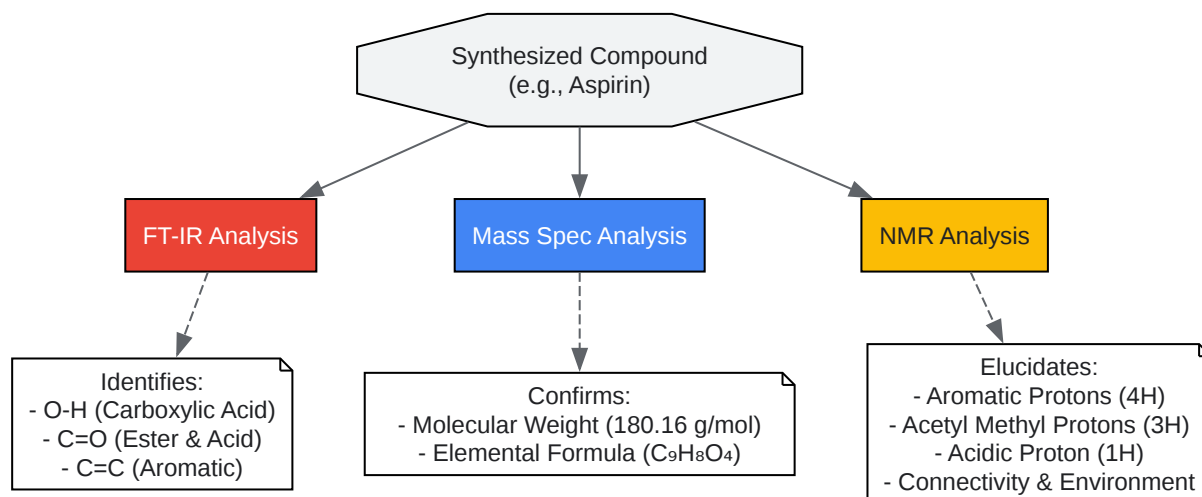 Synthesized Compound
(e.g., Aspirin)
FT-IR Analysis
Mass Spec Analysis
NMR Analysis
Identifies:
- O-H (Carboxylic Acid)
- C=O (Ester & Acid)
- C=C (Aromatic)
Confirms:
- Molecular Weight (180.16 g/mol)
- Elemental Formula (C₉H₈O₄)
Elucidates:
- Aromatic Protons (4H)
- Acetyl Methyl Protons (3H)
- Acidic Proton (1H)
- Connectivity & Environment